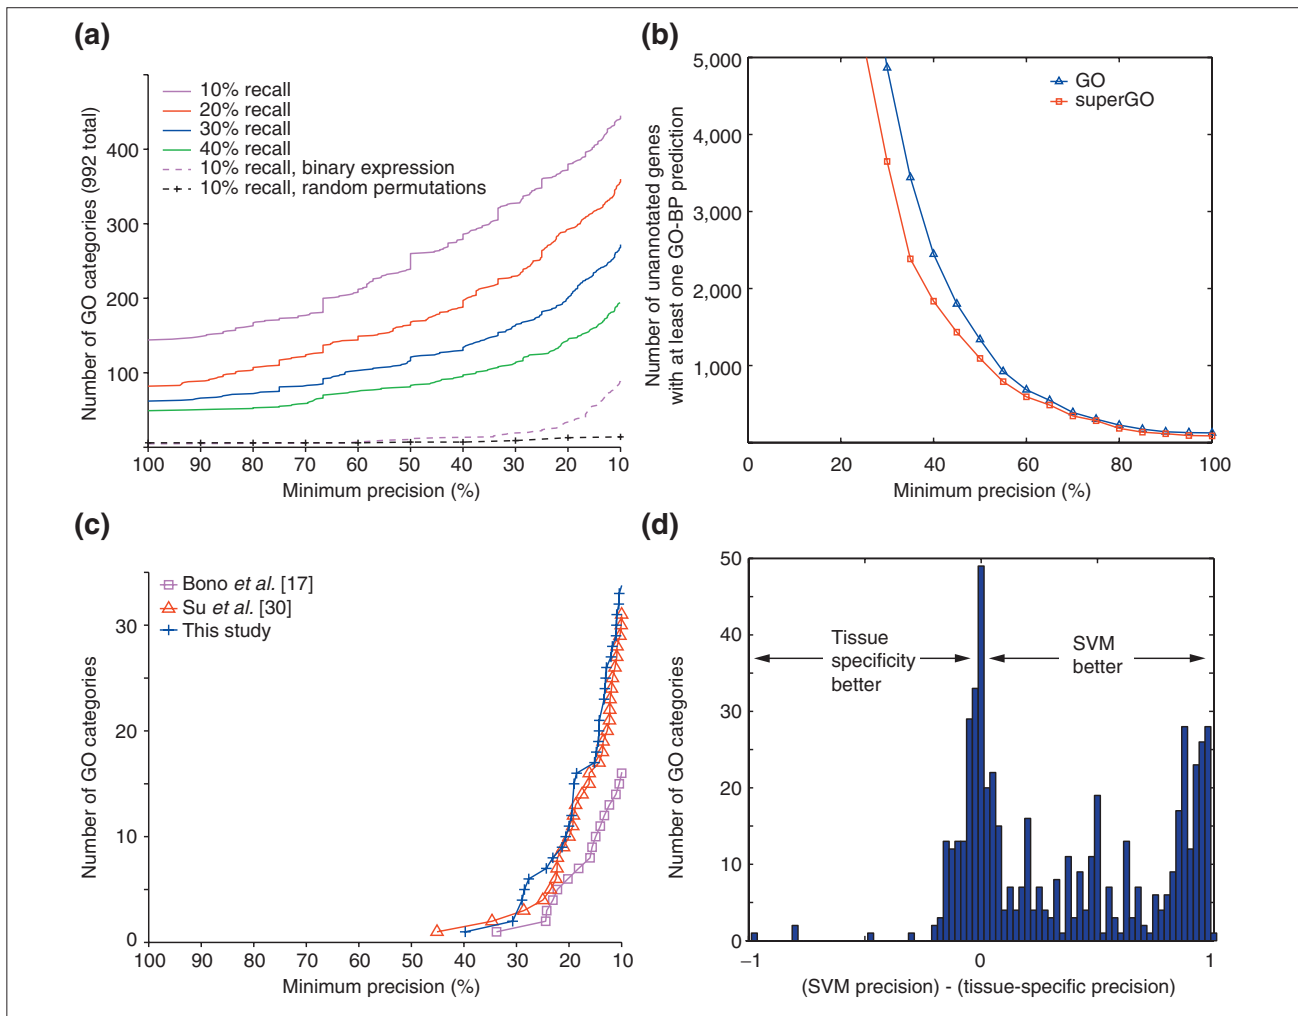 (a)
Number of GO categories (992 total)
400
300
200
100
10% recall
20% recall
30% recall
40% recall
10% recall, binary expression
10% recall, random permutations
100 90 80 70 60 50 40 30 20 10
Minimum precision (%)
(b)
Number of unannotated genes
with at least one GO-BP prediction
5,000
4,000
3,000
2,000
1,000
GO
superGO
0 20 40 60 80 100
Minimum precision (%)
(c)
Number of GO categories
30
20
10
0
Bono et al. [17]
Su et al. [30]
This study
100 90 80 70 60 50 40 30 20 10
Minimum precision (%)
(d)
Number of GO categories
50
40
30
20
10
0
Tissue
specificity
better
SVM
better
−1 0 1
(SVM precision) - (tissue-specific precision)